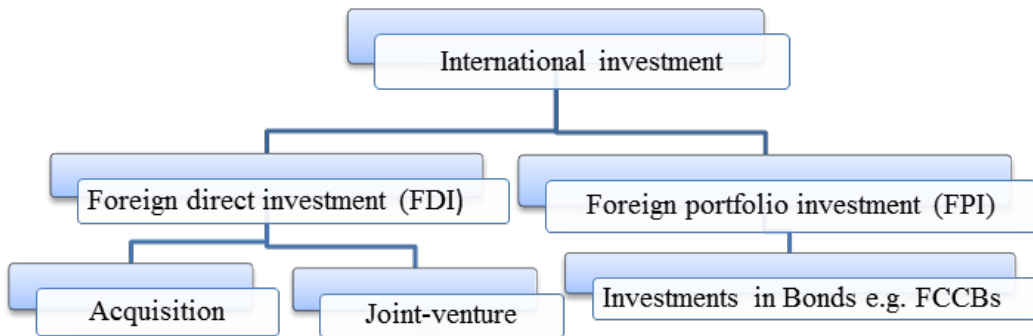 International investment
Foreign direct investment (FDI)
Foreign portfolio investment (FPI)
Acquisition
Joint-venture
Investments in Bonds e.g. FCCBs